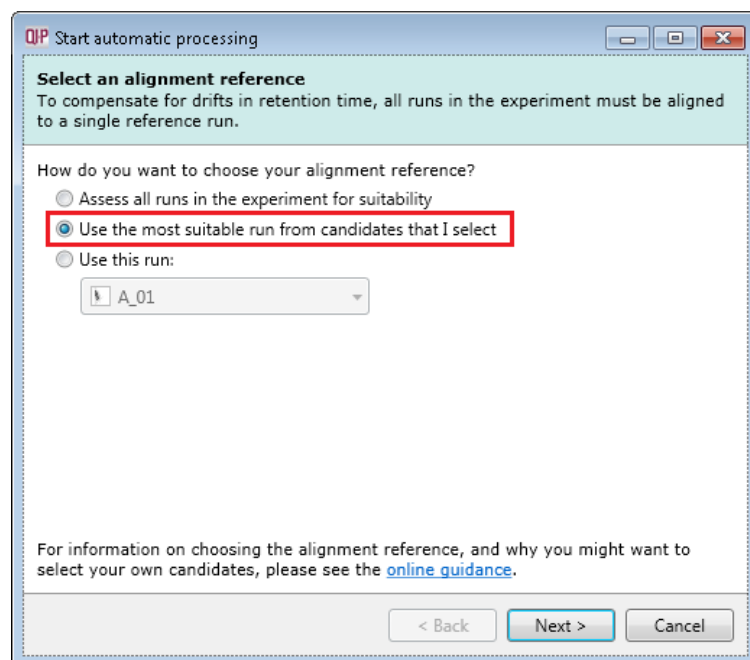 QI-P Start automatic processing
Select an alignment reference
To compensate for drifts in retention time, all runs in the experiment must be aligned
to a single reference run.
How do you want to choose your alignment reference?
Assess all runs in the experiment for suitability
Use the most suitable run from candidates that I select
Use this run:
A_01
For information on choosing the alignment reference, and why you might want to
select your own candidates, please see the online guidance.
< Back Next > Cancel